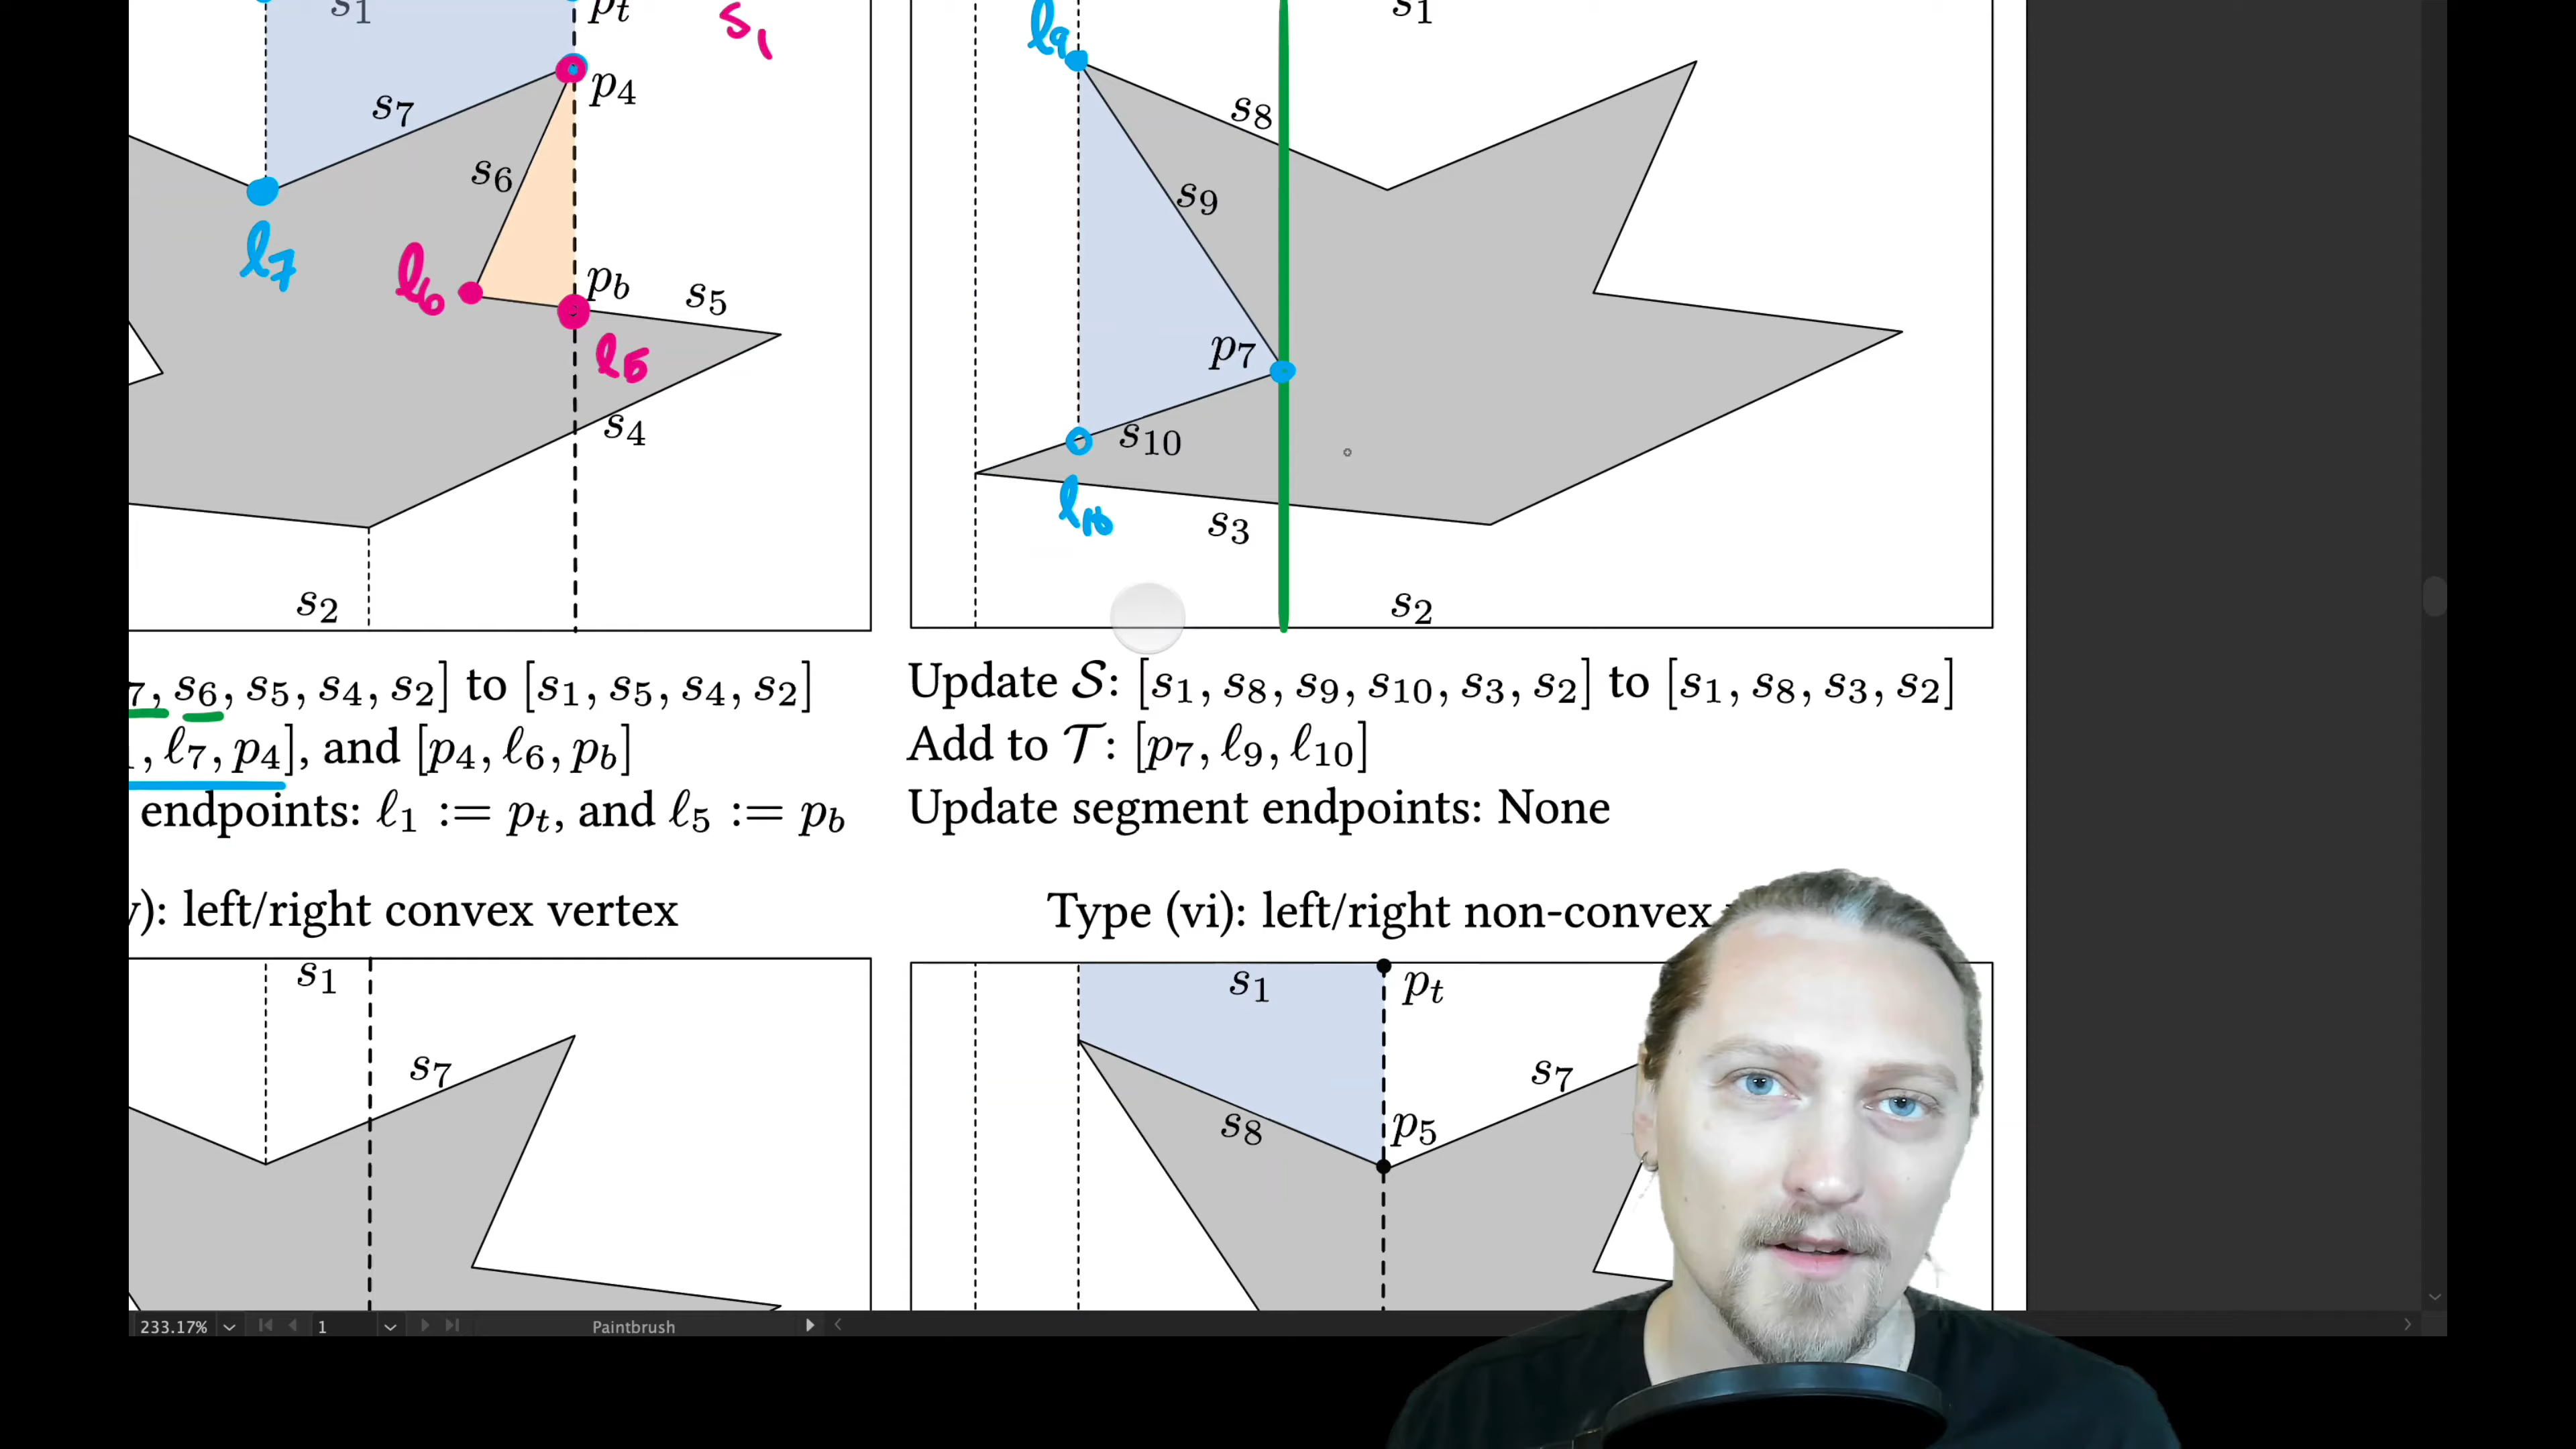 s₁
pₜ
s₁
p₄
s₇
s₆
ℓ₇
ℓ₆
p_b
s₅
ℓ₅
s₄
s₂
s₁
ℓ₉
s₈
s₉
p₇
s₁₀
ℓ₁₀
s₃
s₂
₇, s₆, s₅, s₄, s₂] to [s₁, s₅, s₄, s₂]
, ℓ₇, p₄], and [p₄, ℓ₆, p_b]
endpoints: ℓ₁ := pₜ, and ℓ₅ := p_b
Update 𝒮: [s₁, s₈, s₉, s₁₀, s₃, s₂] to [s₁, s₈, s₃, s₂]
Add to 𝒯: [p₇, ℓ₉, ℓ₁₀]
Update segment endpoints: None
): left/right convex vertex
s₁
s₇
Type (vi): left/right non-convex
s₁
pₜ
s₇
p₅
s₈
233.17%
1
Paintbrush